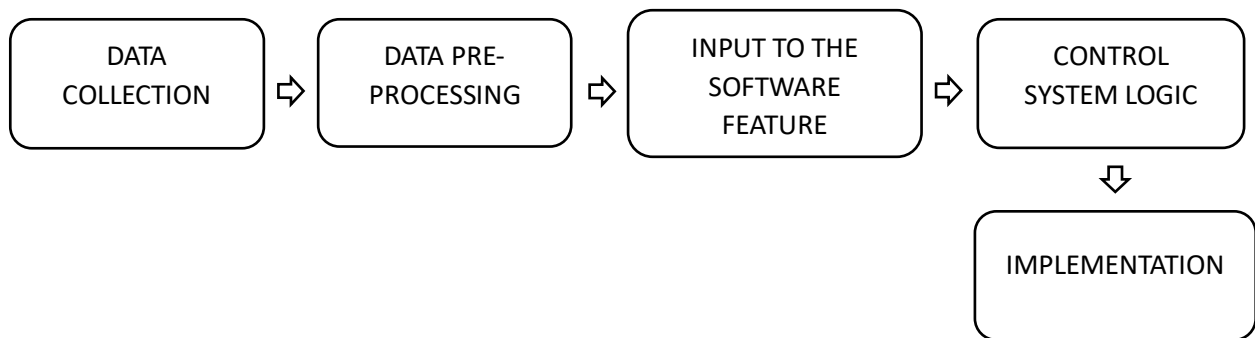 DATA
COLLECTION
DATA PRE-
PROCESSING
INPUT TO THE
SOFTWARE
FEATURE
CONTROL
SYSTEM LOGIC
IMPLEMENTATION